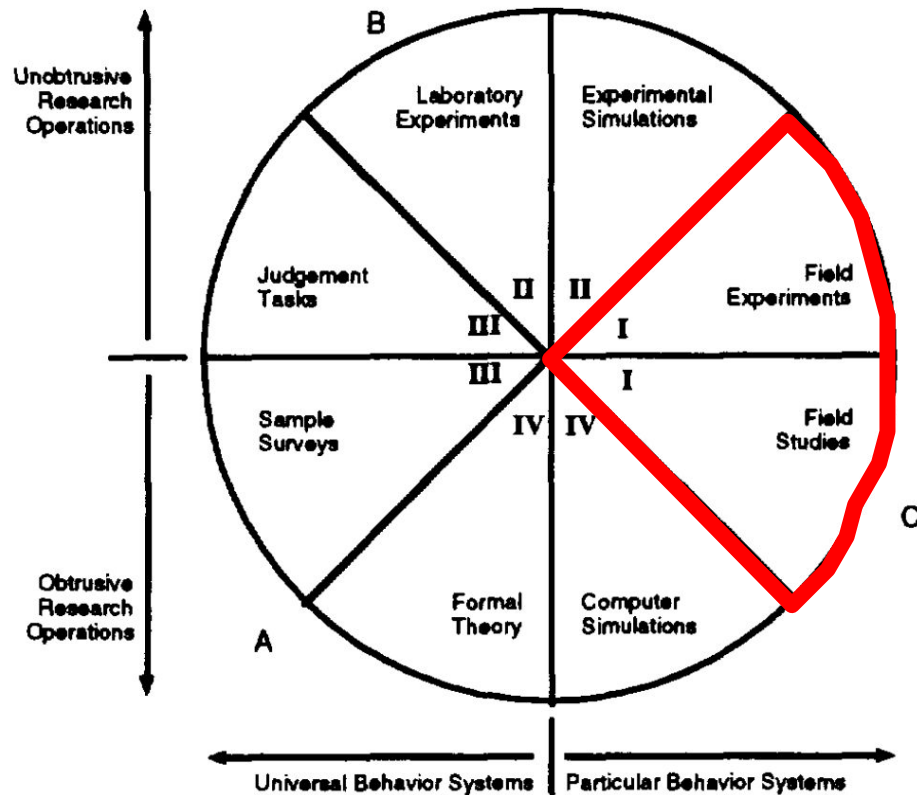 B
Unobtrusive
Research
Operations
Laboratory
Experiments
Experimental
Simulations
Judgement
Tasks
Field
Experiments
II
II
III
I
III
I
IV
IV
Sample
Surveys
Field
Studies
C
Obtrusive
Research
Operations
Formal
Theory
Computer
Simulations
A
Universal Behavior Systems
Particular Behavior Systems